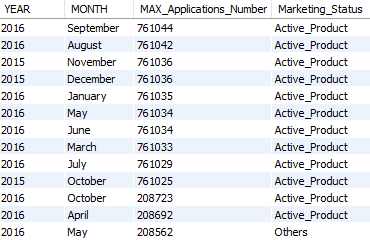 YEAR MONTH MAX_Applications_Number Marketing_Status
2016 September 761044 Active_Product
2016 August 761042 Active_Product
2015 November 761036 Active_Product
2015 December 761036 Active_Product
2016 January 761035 Active_Product
2016 May 761034 Active_Product
2016 June 761034 Active_Product
2016 March 761033 Active_Product
2016 July 761029 Active_Product
2015 October 761025 Active_Product
2016 October 208723 Active_Product
2016 April 208692 Active_Product
2016 May 208562 Others